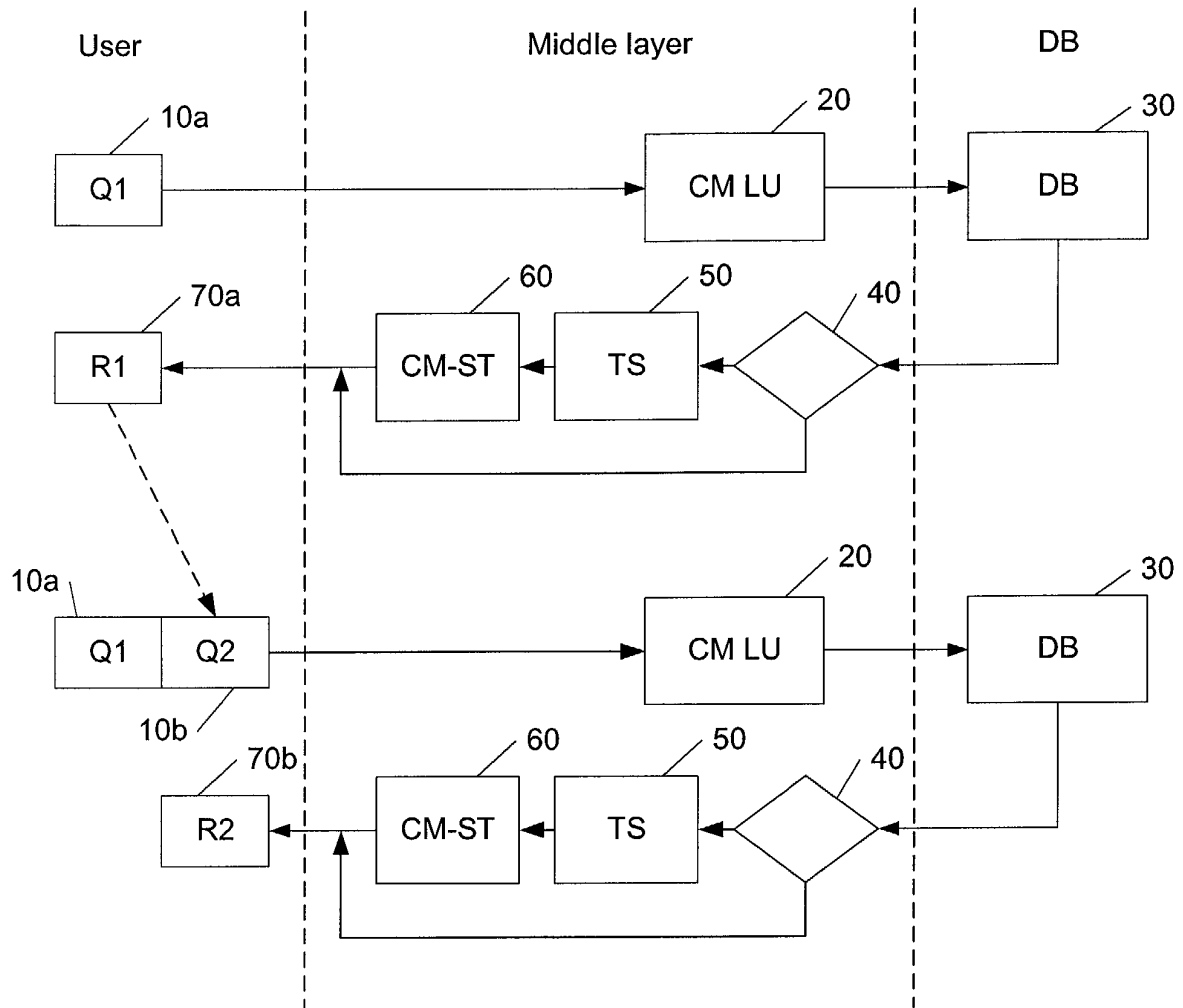 User
Middle layer
DB
10a
20
30
Q1
CM LU
DB
70a
60
50
40
R1
CM-ST
TS
10a
20
30
Q1
Q2
CM LU
DB
10b
70b
60
50
40
R2
CM-ST
TS